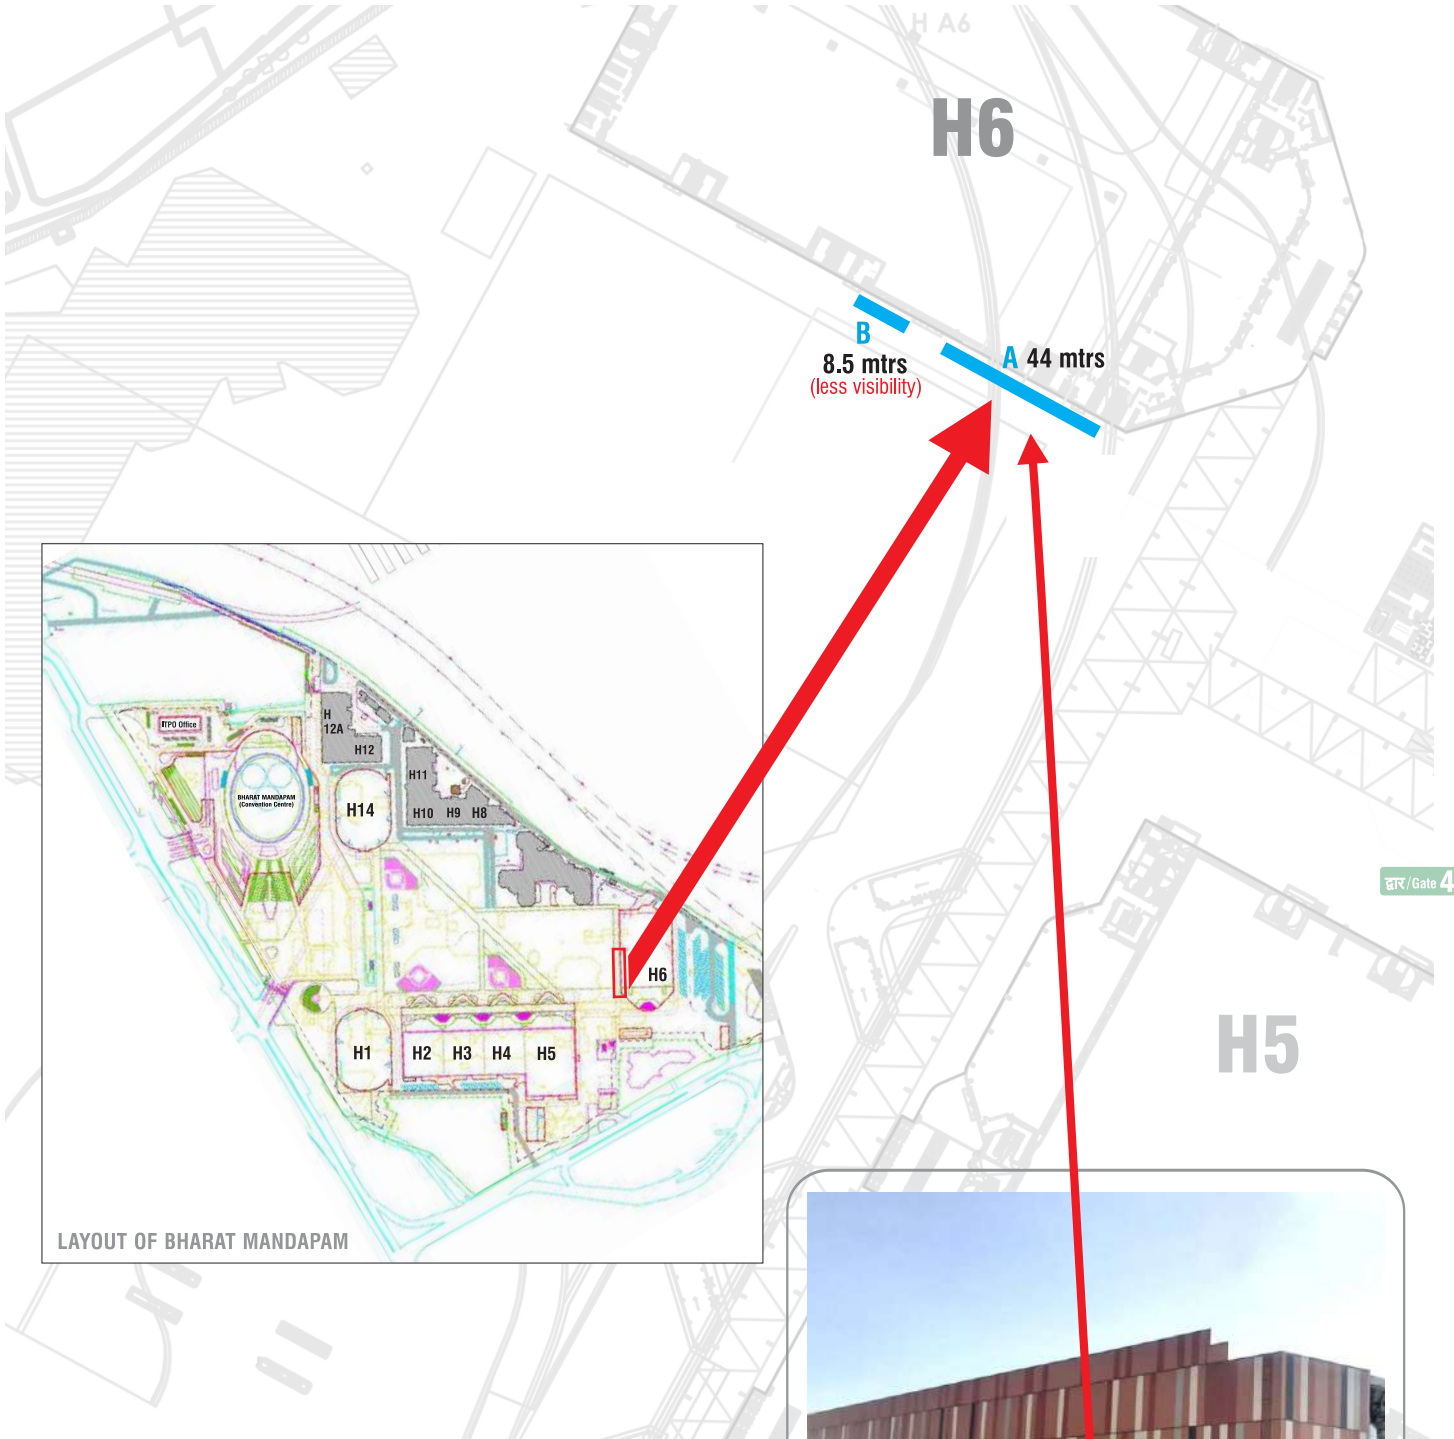 H A6
H6
B
8.5 mtrs
(less visibility)
A 44 mtrs
द्वार/Gate 4
H5
ITPO Office
BHARAT MANDAPAM
(Convention Centre)
H
12A
H12
H14
H11
H10 H9 H8
H6
H1 H2 H3 H4 H5
LAYOUT OF BHARAT MANDAPAM